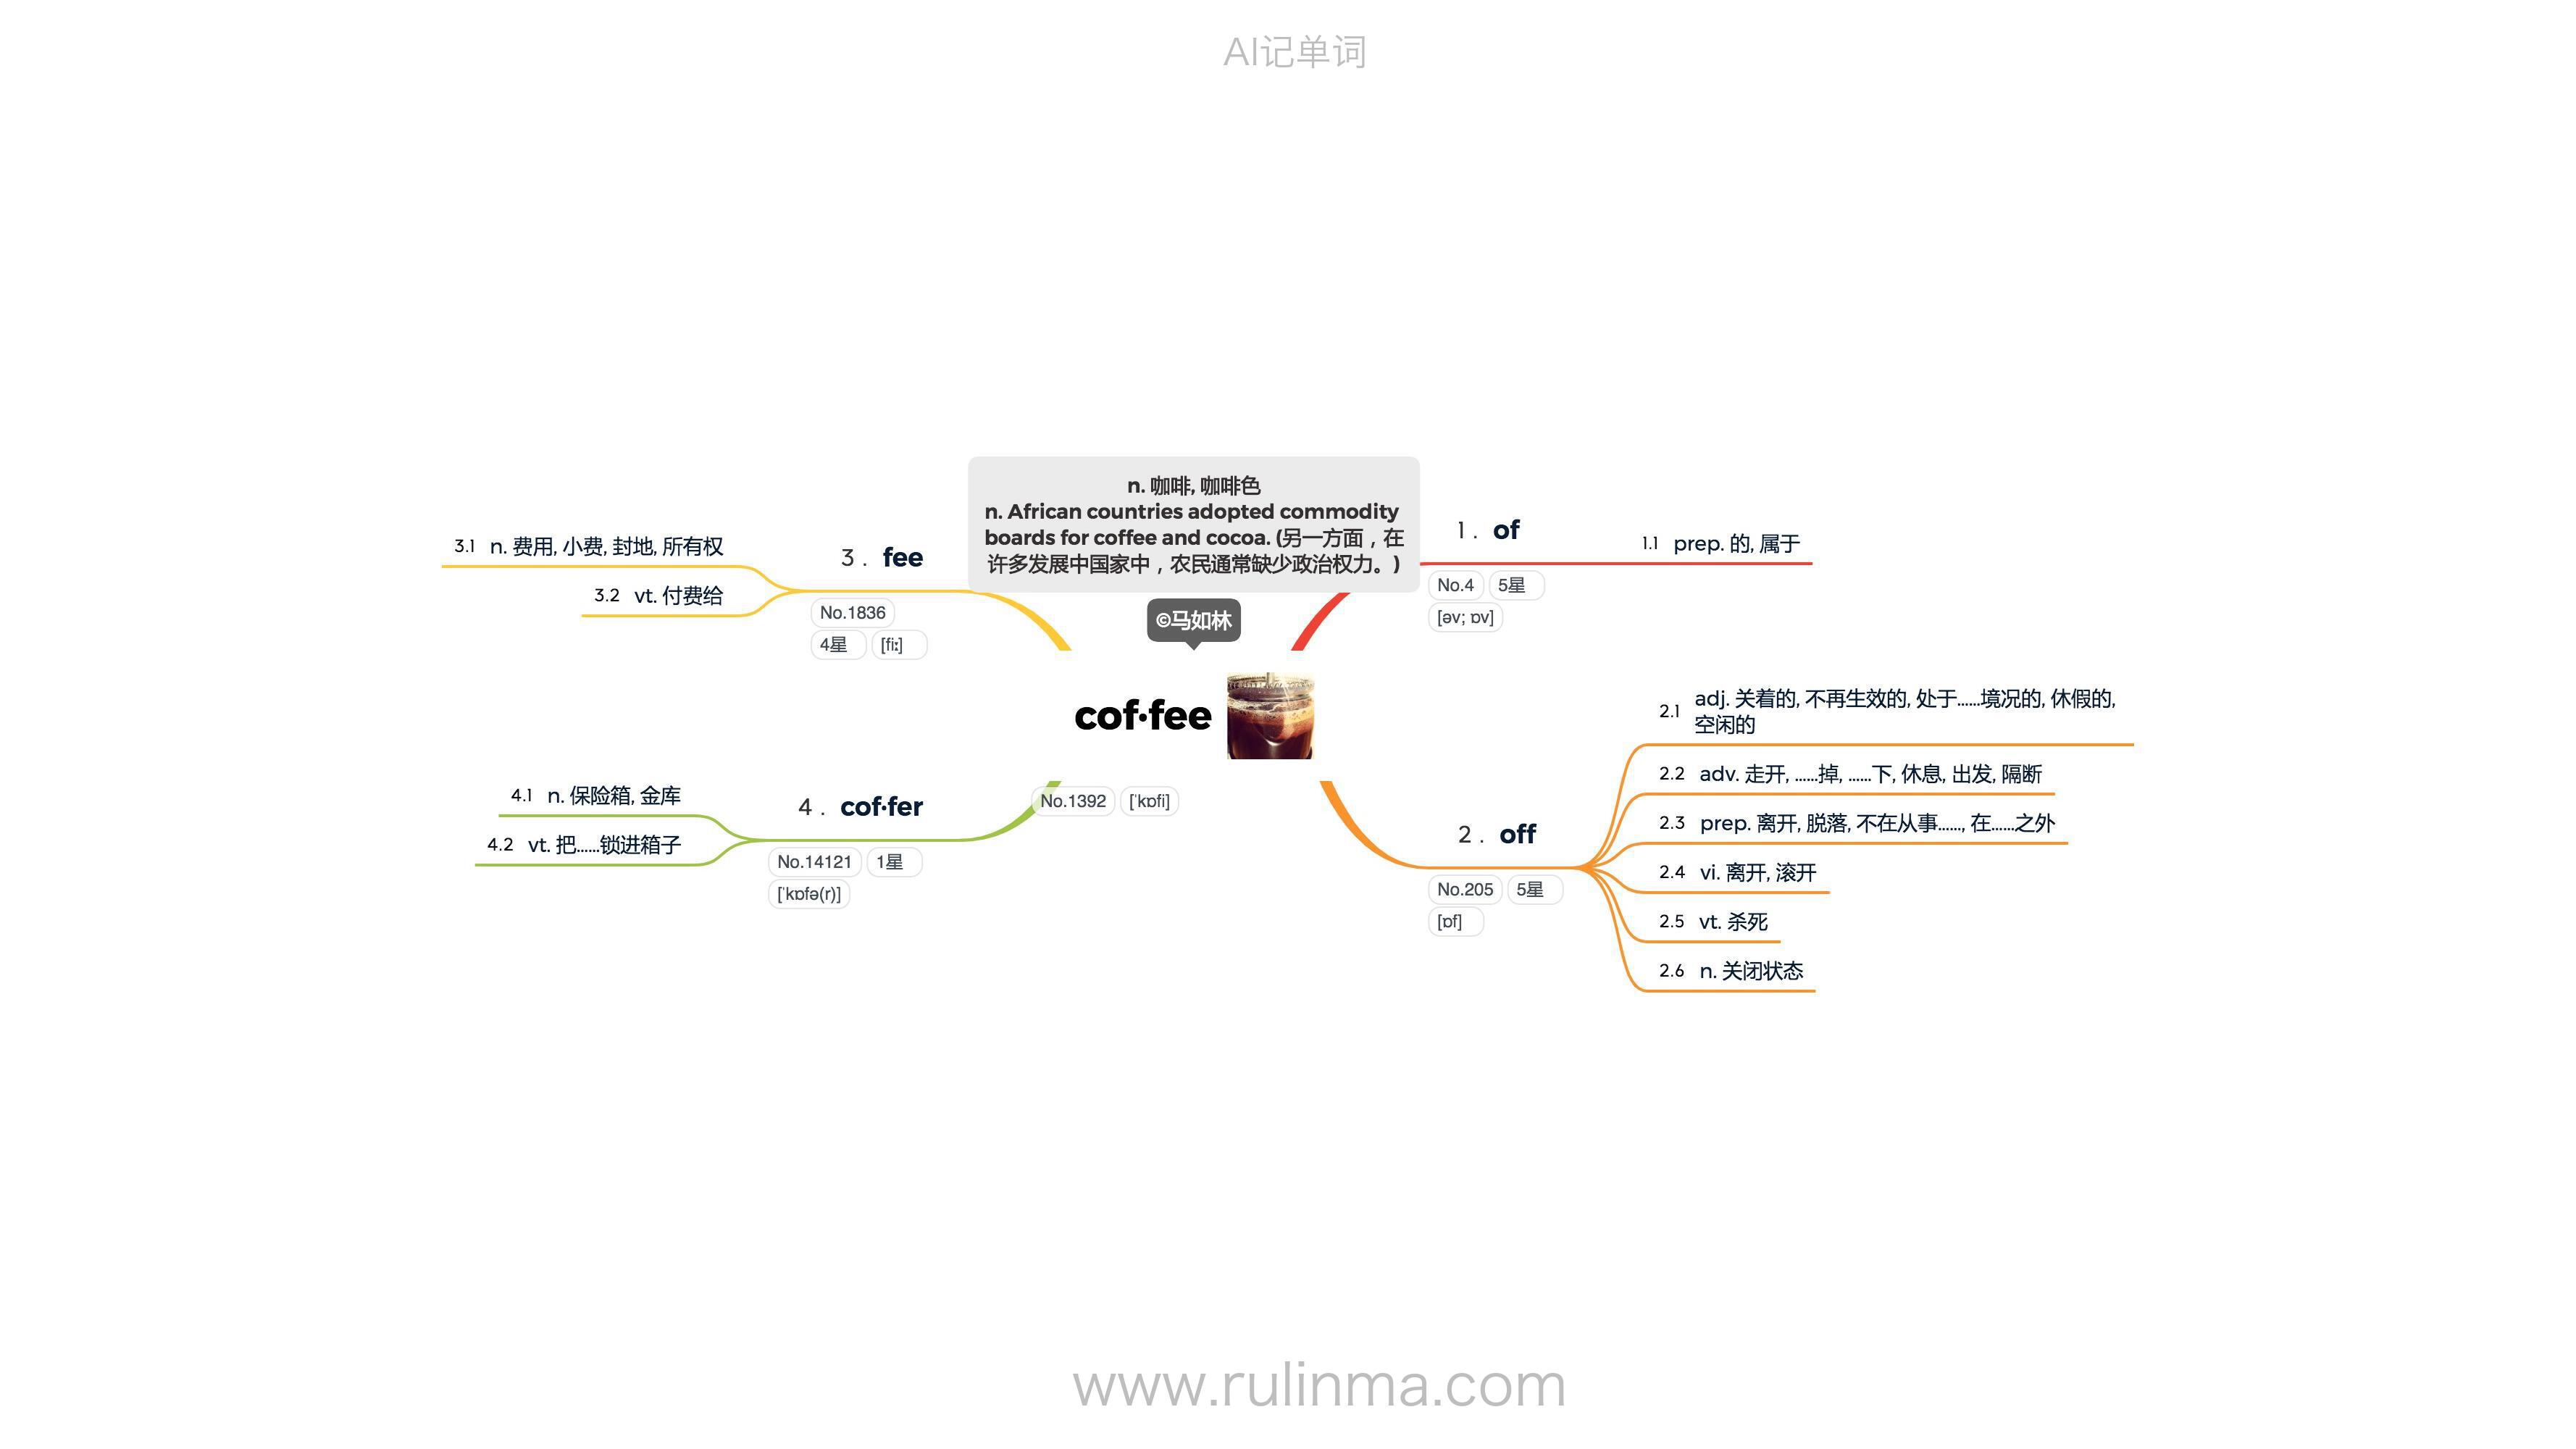 AI记单词
n. 咖啡, 咖啡色
n. African countries adopted commodity
boards for coffee and cocoa. (另一方面，在
许多发展中国家中，农民通常缺少政治权力。)
©马如林
cof·fee
No.1392 [ˈkɒfi]
1. of
No.4 5星
[əv; ɒv]
1.1 prep. 的, 属于
2. off
No.205 5星
[ɒf]
2.1 adj. 关着的, 不再生效的, 处于……境况的, 休假的,
空闲的
2.2 adv. 走开, ……掉, ……下, 休息, 出发, 隔断
2.3 prep. 离开, 脱落, 不在从事……, 在……之外
2.4 vi. 离开, 滚开
2.5 vt. 杀死
2.6 n. 关闭状态
3. fee
No.1836
4星 [fiː]
3.1 n. 费用, 小费, 封地, 所有权
3.2 vt. 付费给
4. cof·fer
No.14121 1星
[ˈkɒfə(r)]
4.1 n. 保险箱, 金库
4.2 vt. 把……锁进箱子
www.rulinma.com